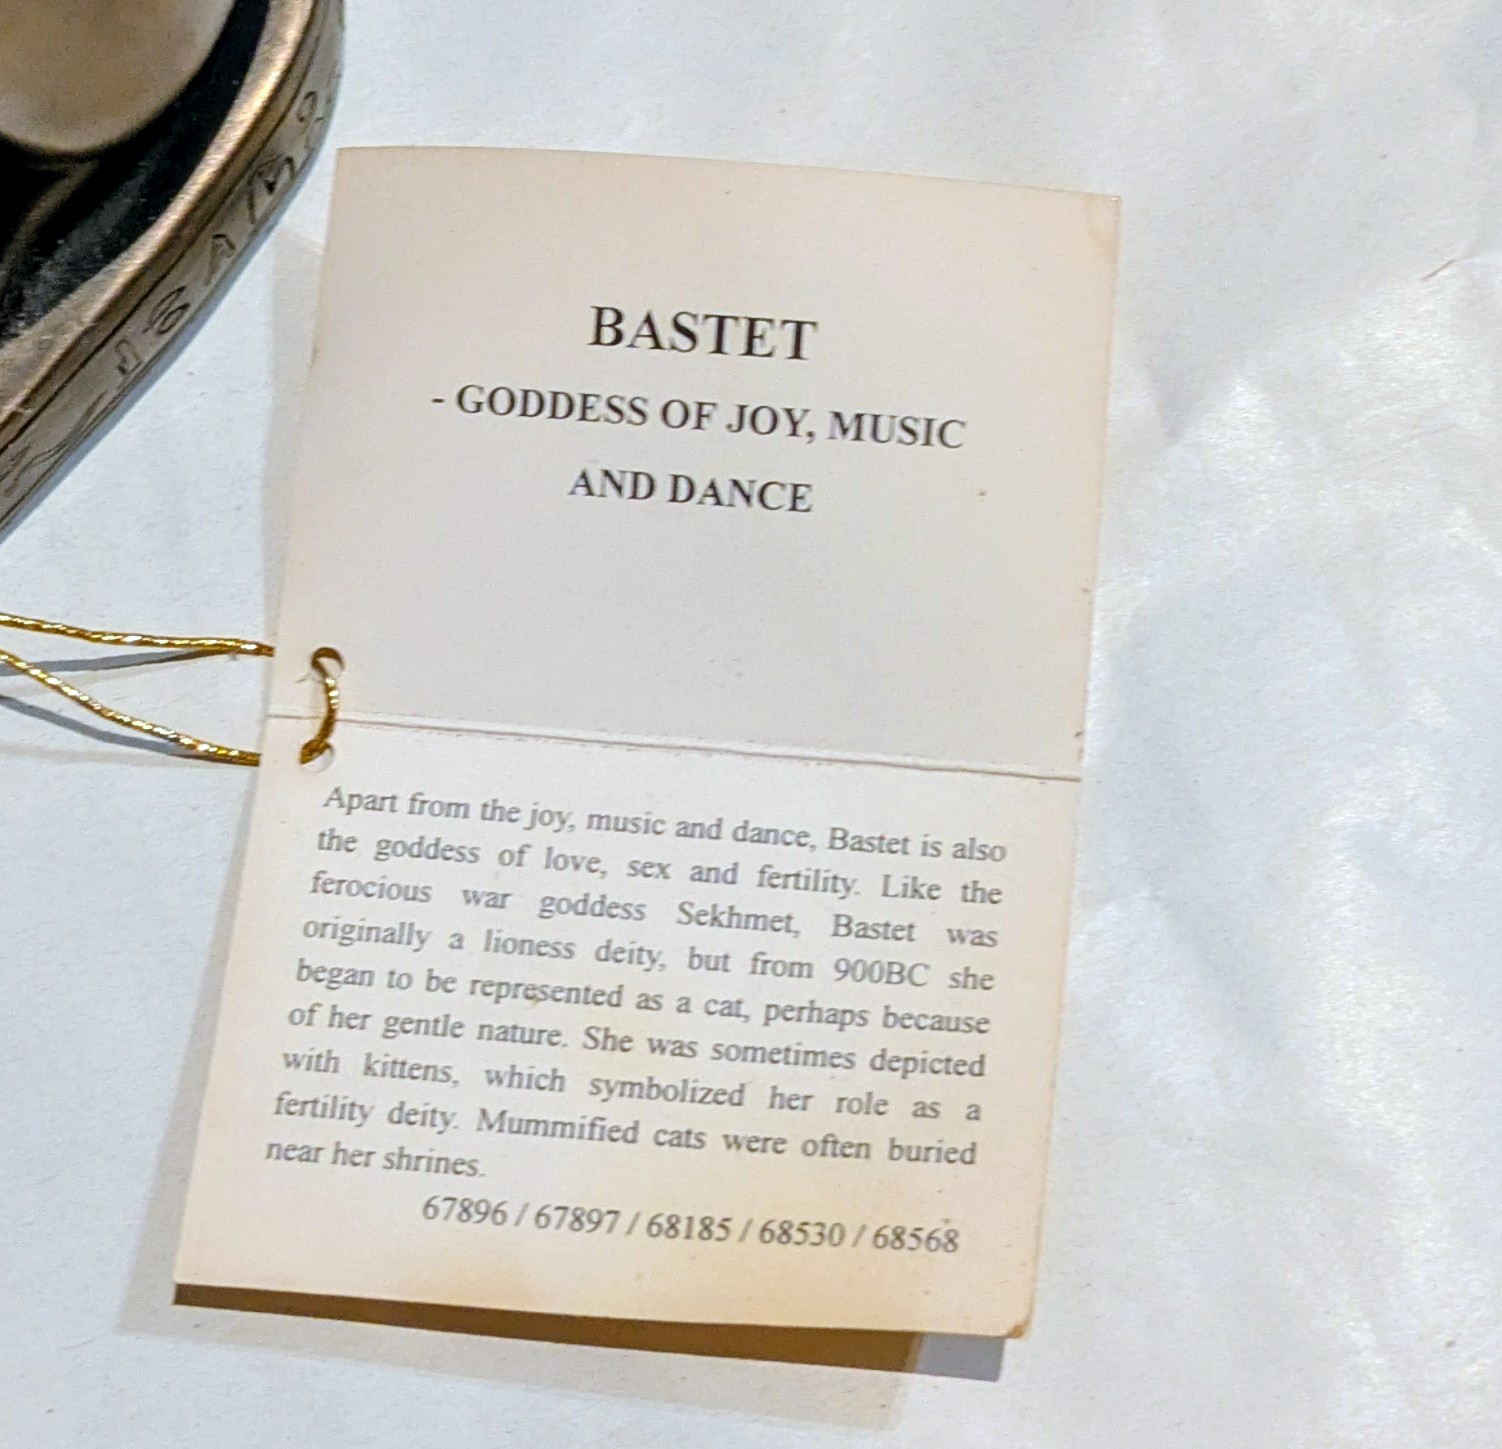 BASTET
- GODDESS OF JOY, MUSIC
AND DANCE
Apart from the joy, music and dance, Bastet is also
the goddess of love, sex and fertility. Like the
ferocious war goddess Sekhmet, Bastet was
originally a lioness deity, but from 900BC she
began to be represented as a cat, perhaps because
of her gentle nature. She was sometimes depicted
with kittens, which symbolized her role as a
fertility deity. Mummified cats were often buried
near her shrines.
67896 / 67897 / 68185 / 68530 / 68568